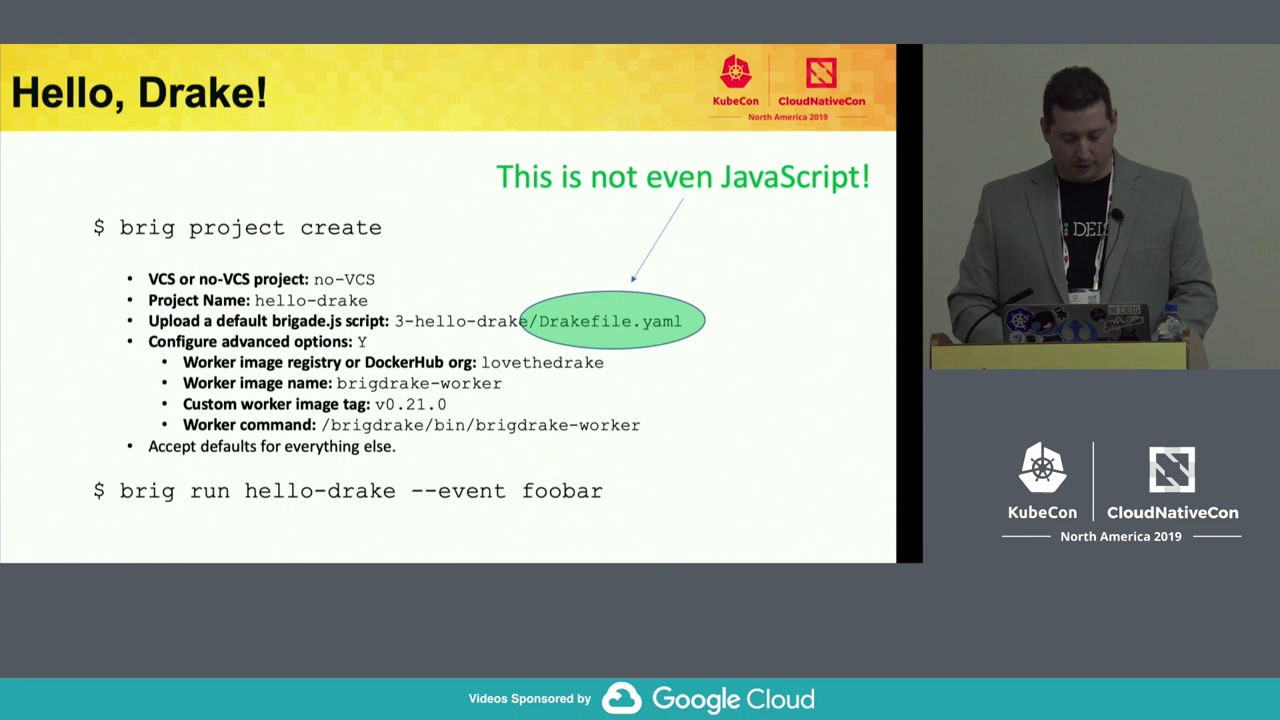 Hello, Drake!
KubeCon
CloudNativeCon
North America 2019
This is not even JavaScript!
$ brig project create
• VCS or no-VCS project: no-VCS
• Project Name: hello-drake
• Upload a default brigade.js script: 3-hello-drake/Drakefile.yaml
• Configure advanced options: Y
• Worker image registry or DockerHub org: lovethedrake
• Worker image name: brigdrake-worker
• Custom worker image tag: v0.21.0
• Worker command: /brigdrake/bin/brigdrake-worker
• Accept defaults for everything else.
$ brig run hello-drake --event foobar
DEIS
KubeCon
CloudNativeCon
North America 2019
Videos Sponsored by Google Cloud